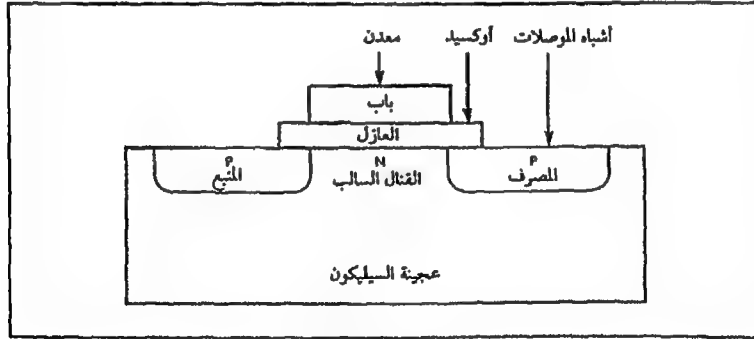 أشباه الموصلات
أوكسيد
معدن
باب
العازل
P
المصرف
N
القنال السالب
P
المنبع
عجينة السيليكون